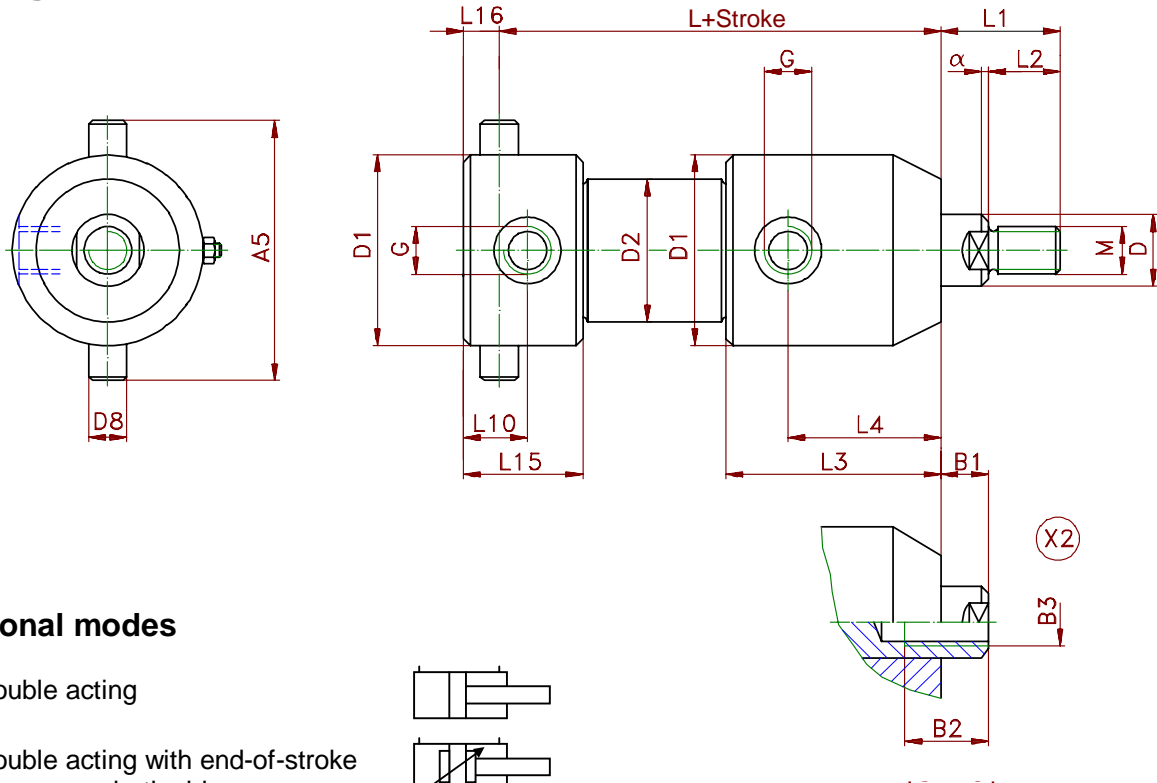 L16
L+Stroke
L1
G
α
L2
A5
D1
G
D2
D1
M
D
D8
L10
L4
L15
L3
B1
X2
B3
onal modes
ouble acting
B2
ouble acting with end-of-stroke